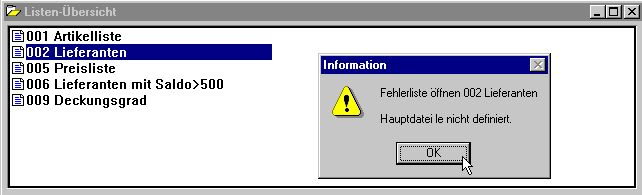 Listen-Übersicht
001 Artikelliste
002 Lieferanten
005 Preisliste
006 Lieferanten mit Saldo>500
009 Deckungsgrad
Information
Fehlerliste öffnen 002 Lieferanten
Hauptdatei le nicht definiert.
OK